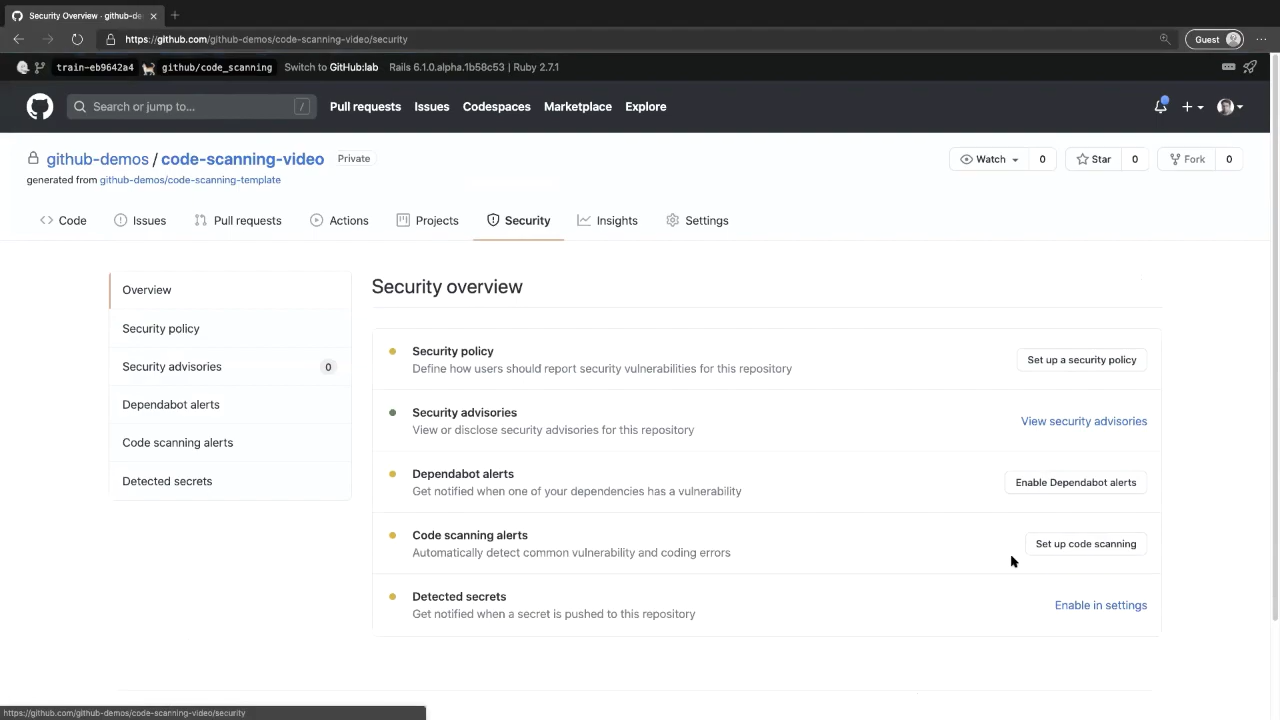 Security Overview · github-de
https://github.com/github-demos/code-scanning-video/security
Guest
train-eb9642a4 github/code_scanning Switch to GitHub:lab Rails 6.1.0.alpha.1b58c53 | Ruby 2.7.1
Search or jump to... / Pull requests Issues Codespaces Marketplace Explore
github-demos / code-scanning-video Private
Watch 0 Star 0 Fork 0
generated from github-demos/code-scanning-template
Code Issues Pull requests Actions Projects Security Insights Settings
Overview
Security policy
Security advisories 0
Dependabot alerts
Code scanning alerts
Detected secrets
Security overview
Security policy
Define how users should report security vulnerabilities for this repository
Set up a security policy
Security advisories
View or disclose security advisories for this repository
View security advisories
Dependabot alerts
Get notified when one of your dependencies has a vulnerability
Enable Dependabot alerts
Code scanning alerts
Automatically detect common vulnerability and coding errors
Set up code scanning
Detected secrets
Get notified when a secret is pushed to this repository
Enable in settings
https://github.com/github-demos/code-scanning-video/security